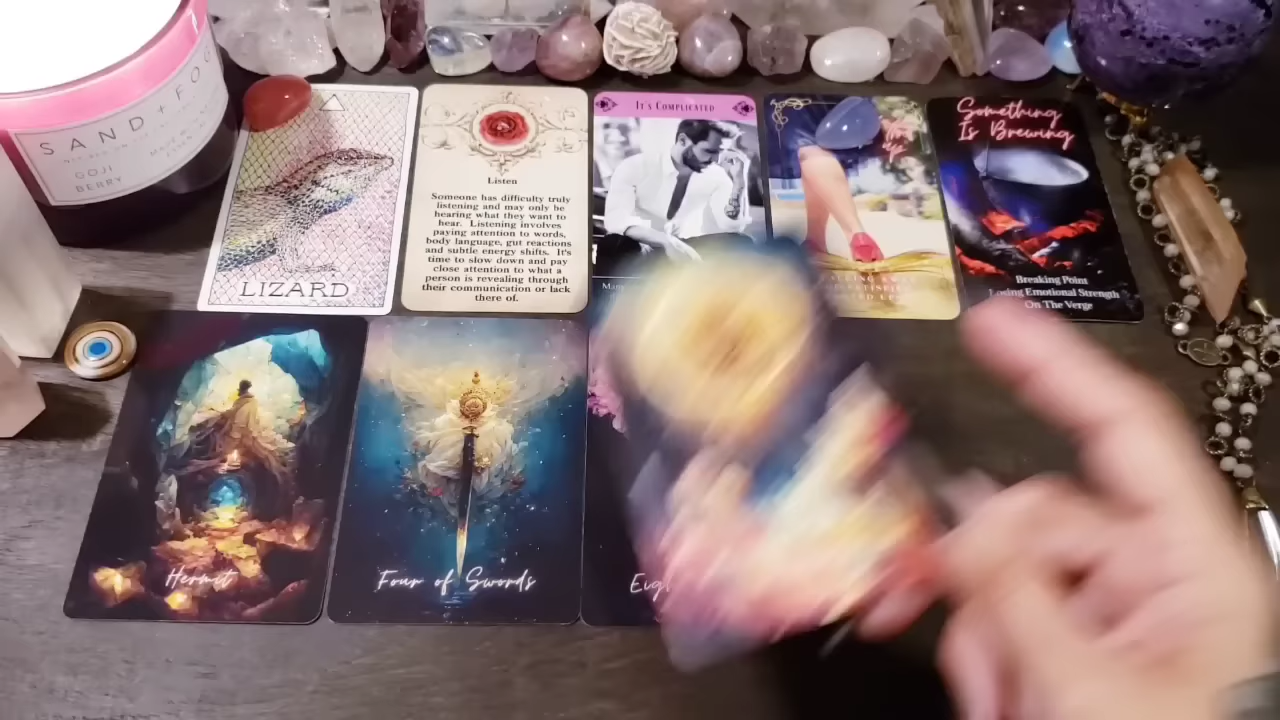 SAND + FOG
GOJI
BERRY
LIZARD
Listen
Someone has difficulty truly
listening and may only be
hearing what they want to
hear. Listening involves
paying attention to words,
body language, gut reactions
and subtle energy shifts. It's
time to slow down and pay
close attention to what a
person is revealing through
their communication or lack
there of.
It's Complicated
Something
Is Brewing
Breaking Point
Losing Emotional Strength
On The Verge
Hermit
Four of Swords